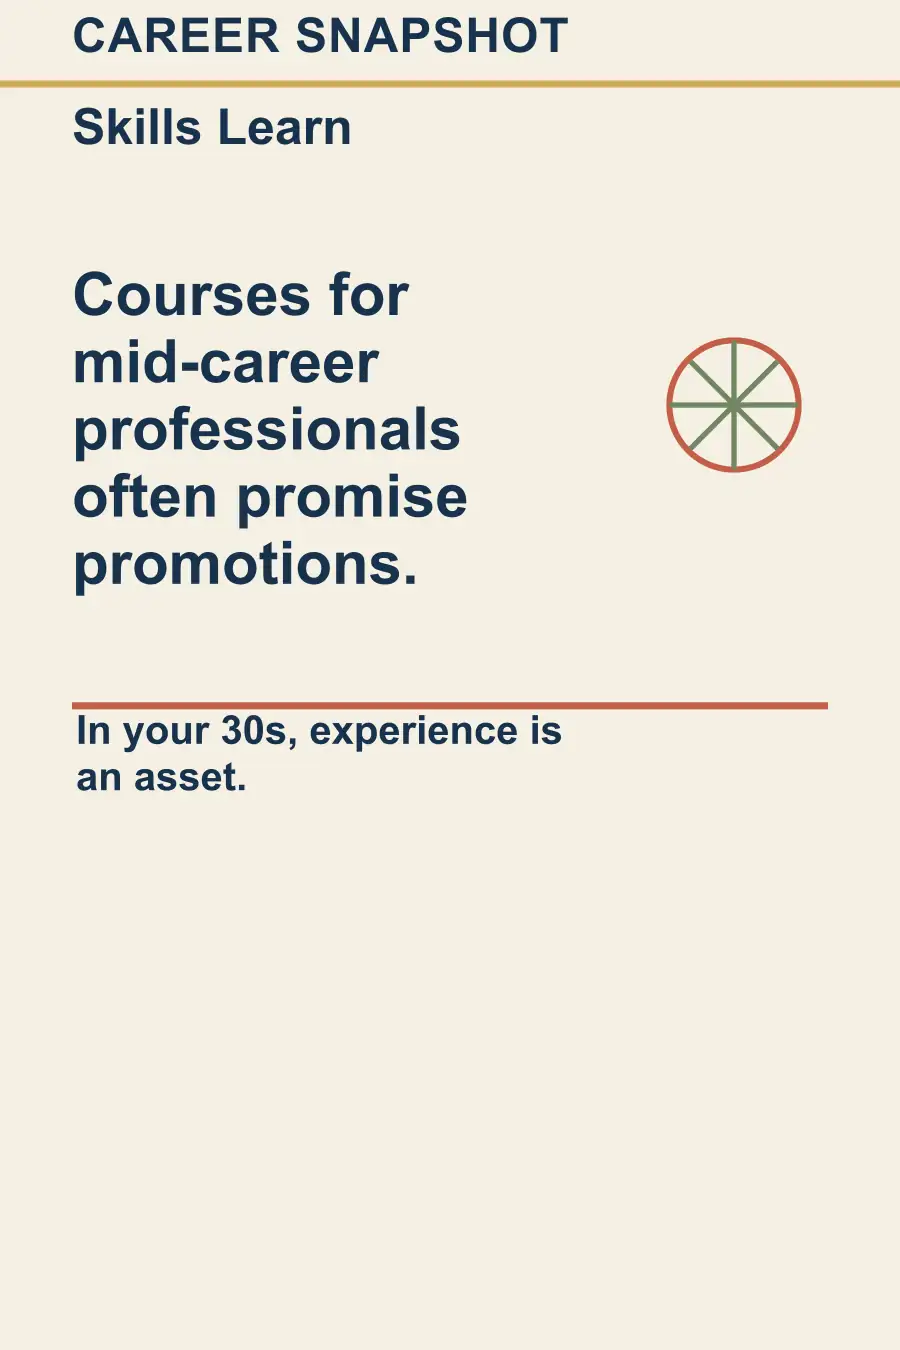 CAREER SNAPSHOT
Skills Learn
Courses for
mid-career
professionals
often promise
promotions.
In your 30s, experience is
an asset.